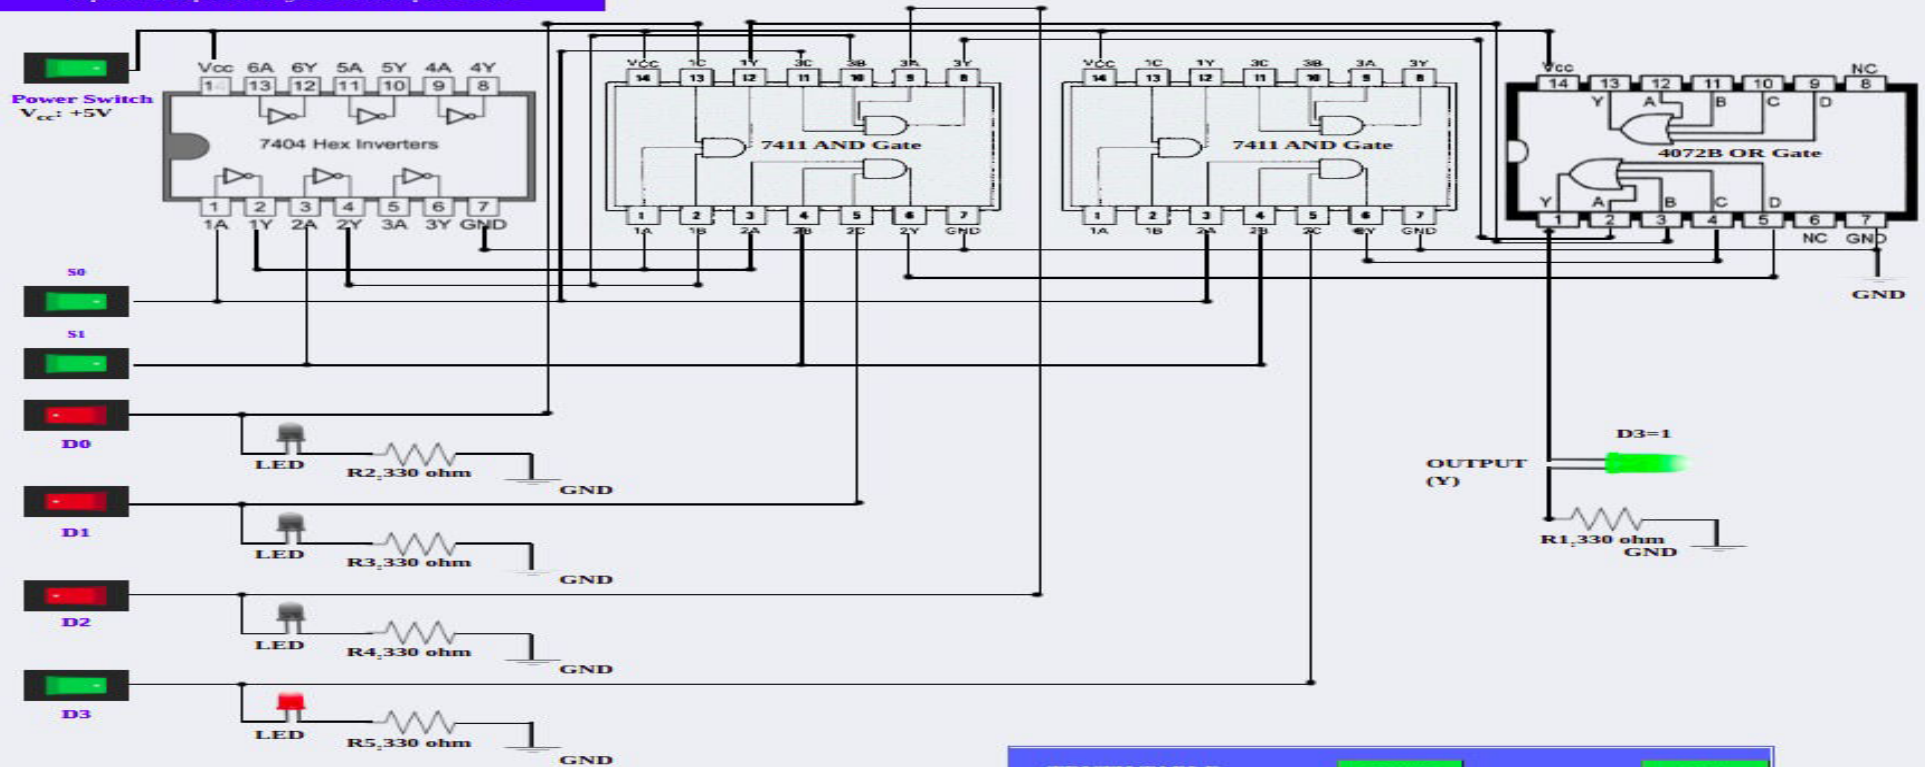 Power Switch
Vcc: +5V
Vcc 6A 6Y 5A 5Y 4A 4Y
13 12 11 10 9 8
7404 Hex Inverters
1 2 3 4 5 6 7
1A 1Y 2A 2Y 3A 3Y GND
VCC 1C 1Y 3C 3B 3A 3Y
14 13 12 11 10 9 8
7411 AND Gate
1 2 3 4 5 6 7
1A 1B 2A 2B 2C 2Y GND
VCC 1C 1Y 3C 3B 3A 3Y
14 13 12 11 10 9 8
7411 AND Gate
1 2 3 4 5 6 7
1A 1B 2A 2B 2C GND
Vcc NC
14 13 12 11 10 9 8
Y A B C D
4072B OR Gate
Y A B C D
1 2 3 4 5 6 7
NC GND
GND
S0
S1
D0
LED
R2,330 ohm
GND
D1
LED
R3,330 ohm
GND
D2
LED
R4,330 ohm
GND
D3
LED
R5,330 ohm
GND
D3=1
OUTPUT
(Y)
R1,330 ohm
GND